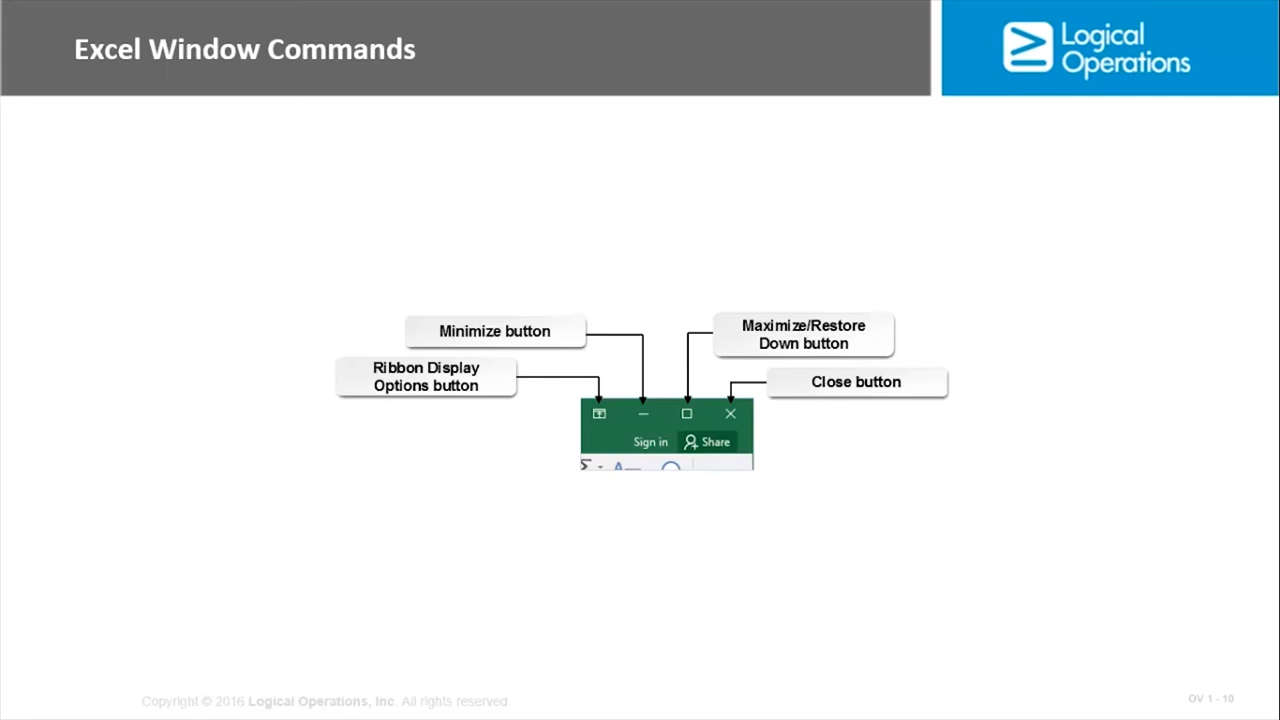 Excel Window Commands
Logical
Operations
Minimize button
Maximize/Restore
Down button
Ribbon Display
Options button
Close button
Sign in
Share
Copyright © 2016 Logical Operations, Inc. All rights reserved
OV 1 - 10